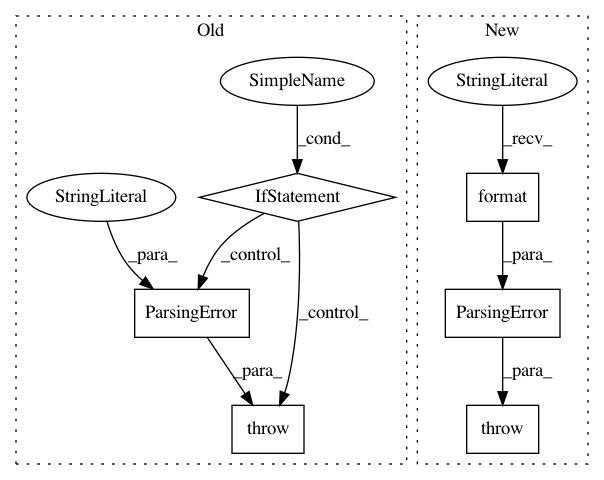 Old
New
SimpleName
StringLiteral
_cond_
_recv_
StringLiteral
IfStatement
format
_para_
_control_
_control_
_para_
ParsingError
ParsingError
_para_
_para_
throw
throw